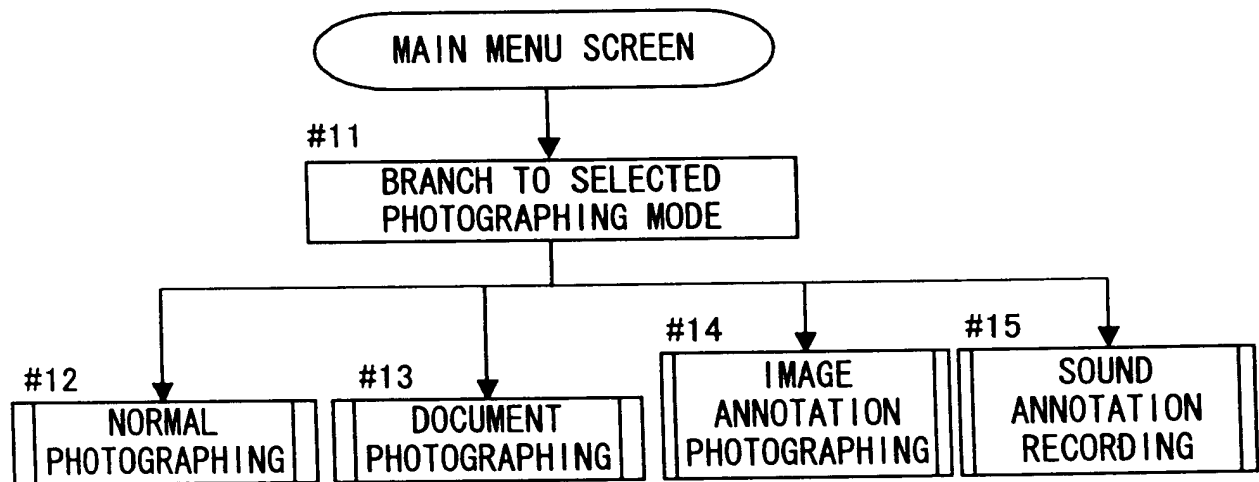 MAIN MENU SCREEN
#11
BRANCH TO SELECTED
PHOTOGRAPHING MODE
#12
NORMAL
PHOTOGRAPHING
#13
DOCUMENT
PHOTOGRAPHING
#14
IMAGE
ANNOTATION
PHOTOGRAPHING
#15
SOUND
ANNOTATION
RECORDING